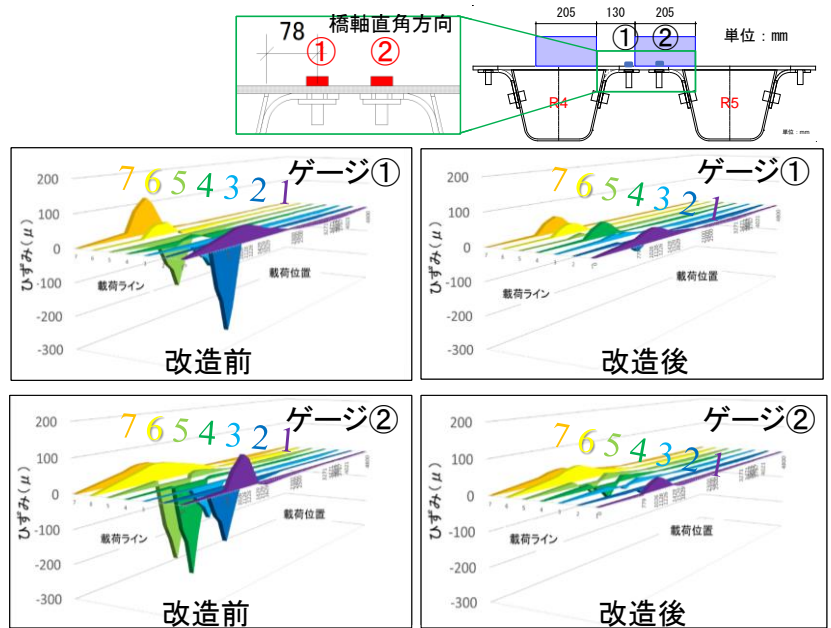 橋軸直角方向
78
①
②
205
130
205
①
②
単位：mm
R4
R5
単位：mm
ゲージ①
200
100
0
-100
-200
-300
ひずみ(μ)
7 6 5 4 3 2 1
載荷ライン
載荷位置
改造前
ゲージ①
200
100
0
-100
-200
-300
ひずみ(μ)
7 6 5 4 3 2 1
載荷ライン
載荷位置
改造後
ゲージ②
200
100
0
-100
-200
-300
ひずみ(μ)
7 6 5 4 3 2 1
載荷ライン
載荷位置
改造前
ゲージ②
200
100
0
-100
-200
-300
ひずみ(μ)
7 6 5 4 3 2 1
載荷ライン
載荷位置
改造後